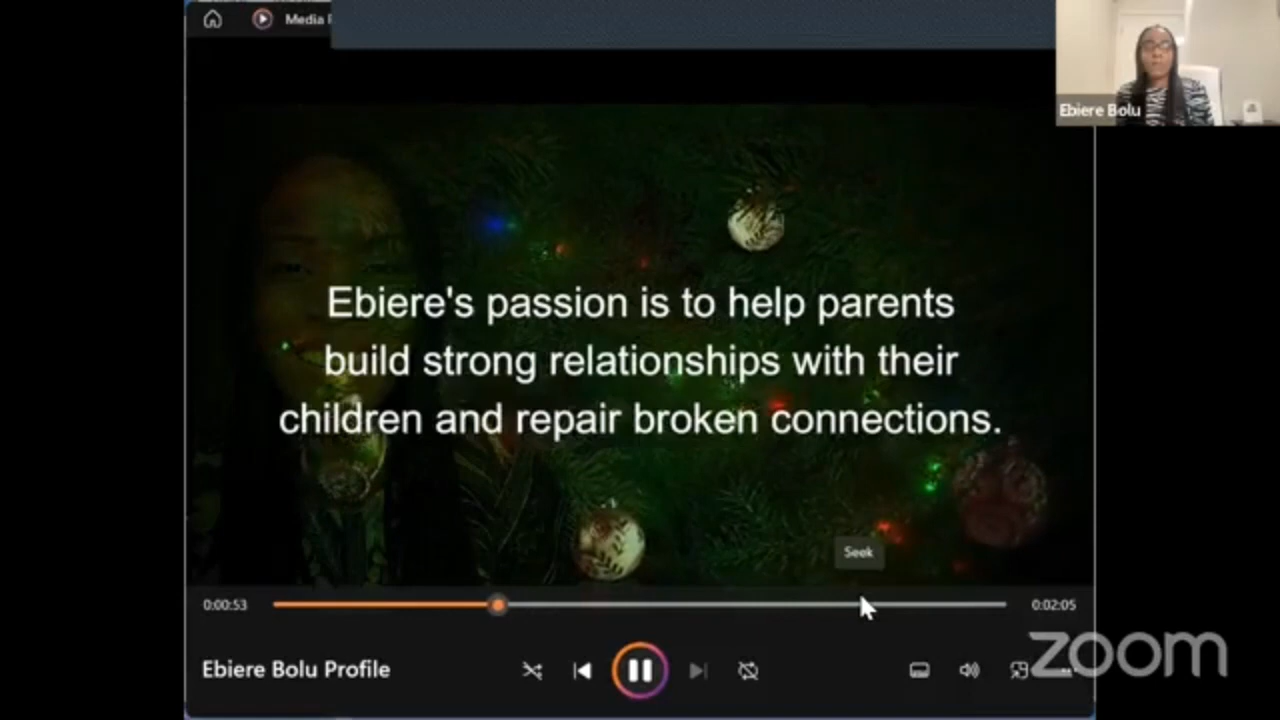 Media
Ebiere Bolu
Ebiere's passion is to help parents
build strong relationships with their
children and repair broken connections.
Seek
0:00:53
0:02:05
Ebiere Bolu Profile
zoom